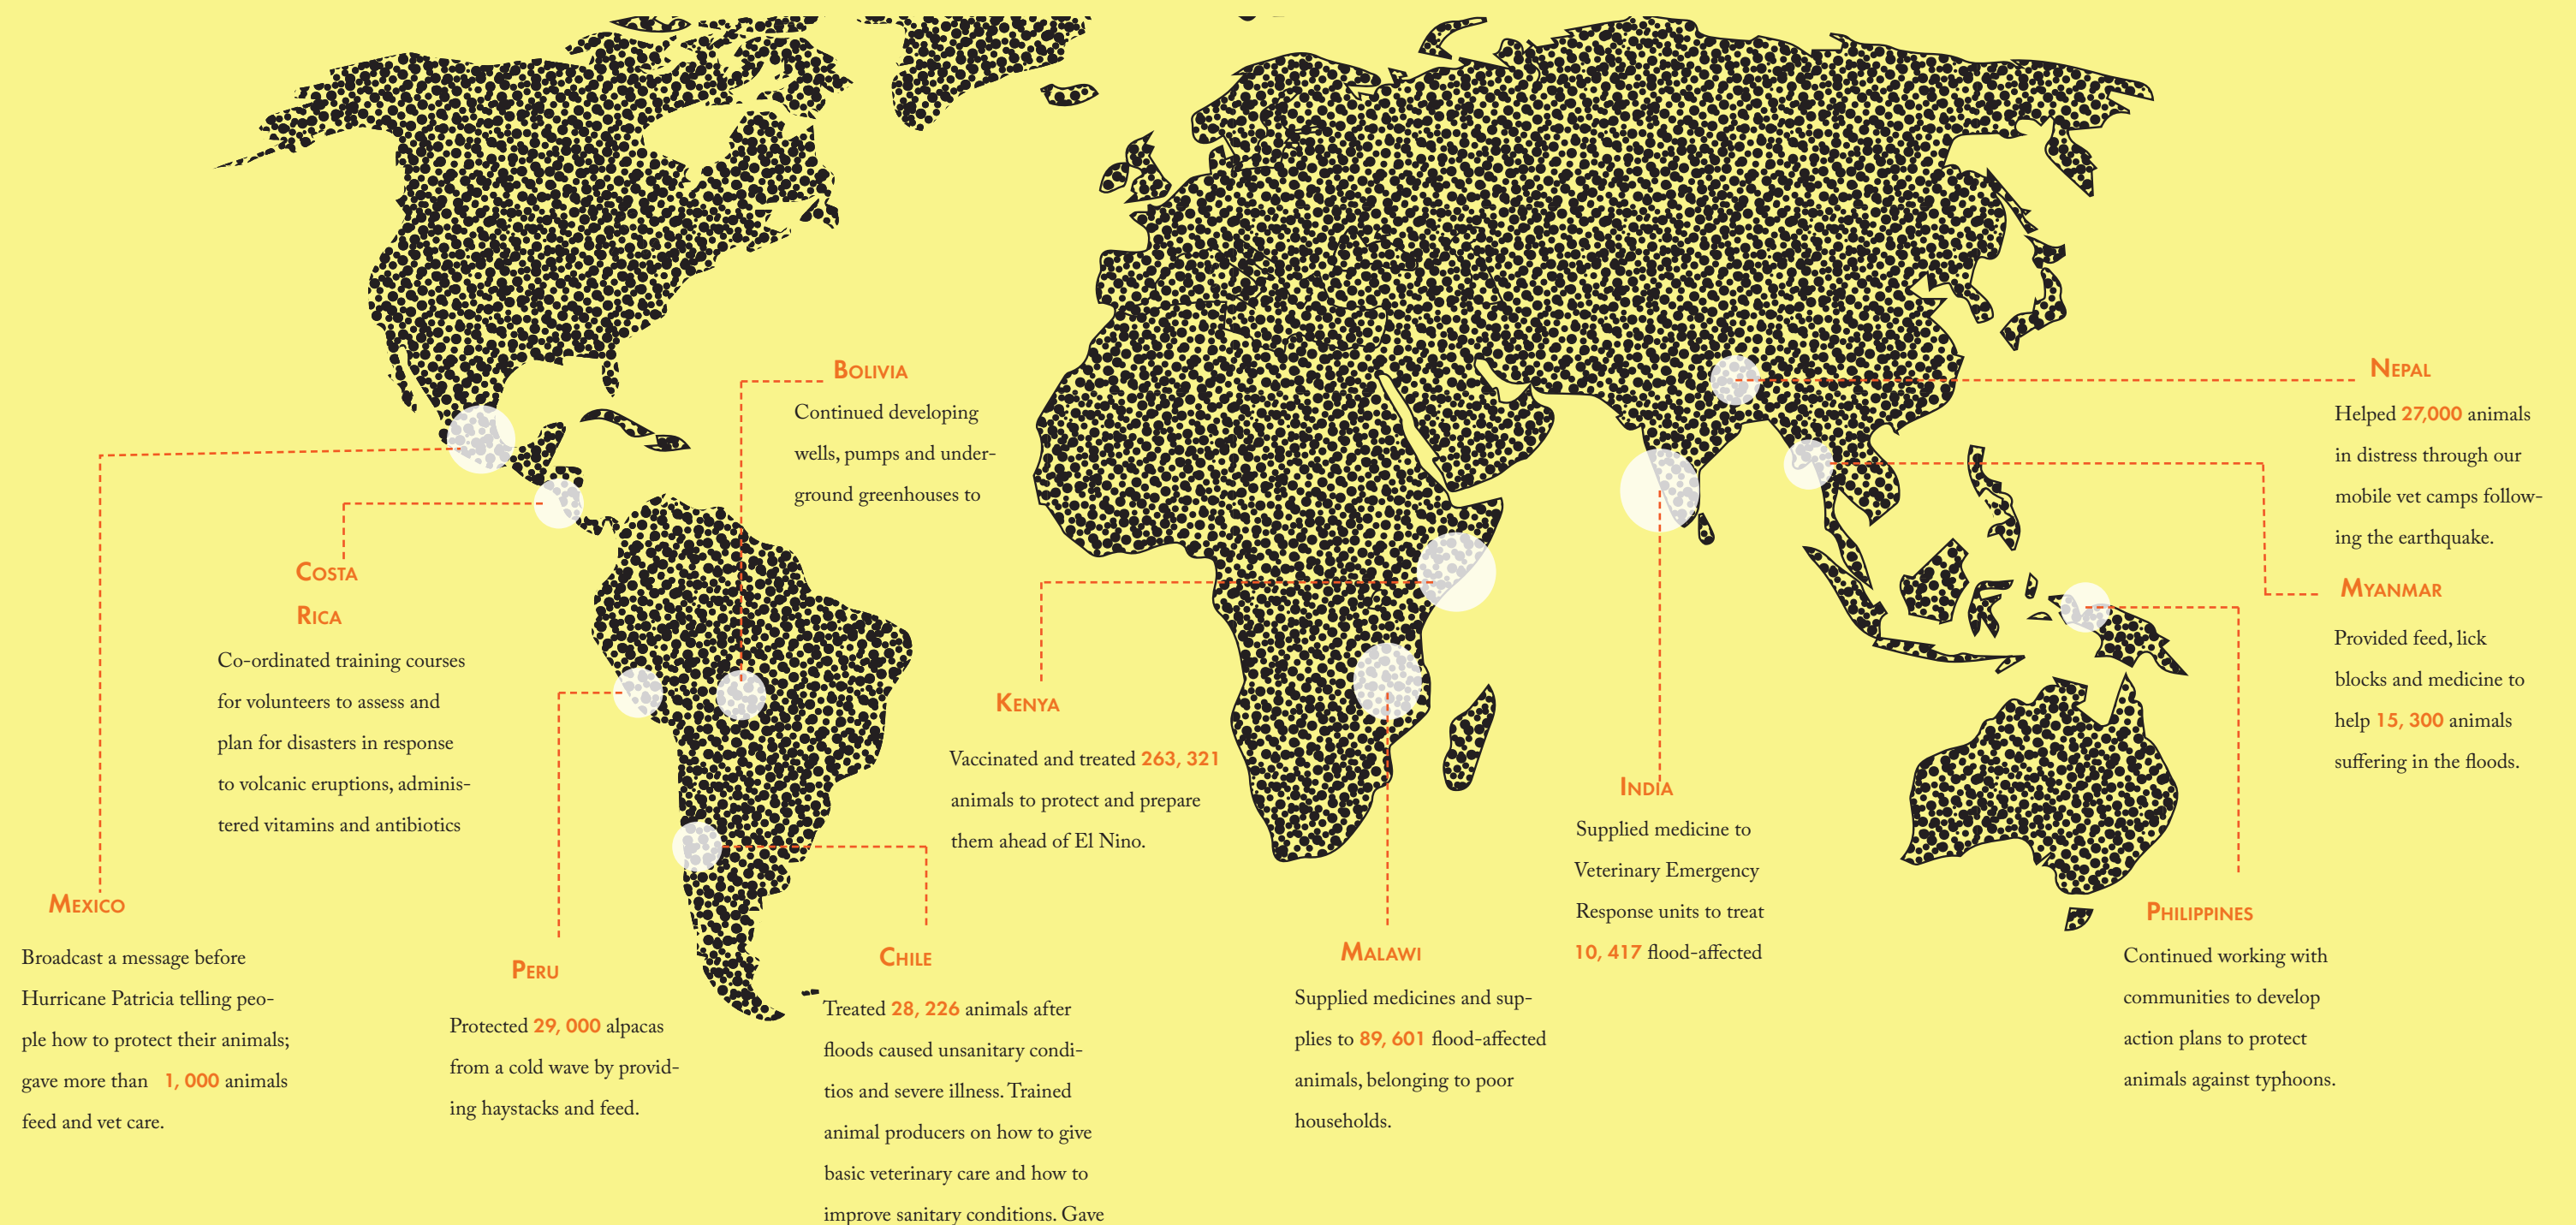 Bolivia
Continued developing
wells, pumps and under-
ground greenhouses to
Nepal
Helped 27,000 animals
in distress through our
mobile vet camps follow-
ing the earthquake.
Costa
Rica
Co-ordinated training courses
for volunteers to assess and
plan for disasters in response
to volcanic eruptions, adminis-
tered vitamins and antibiotics
Myanmar
Provided feed, lick
blocks and medicine to
help 15, 300 animals
suffering in the floods.
Kenya
Vaccinated and treated 263, 321
animals to protect and prepare
them ahead of El Nino.
India
Supplied medicine to
Veterinary Emergency
Response units to treat
10, 417 flood-affected
Mexico
Broadcast a message before
Hurricane Patricia telling peo-
ple how to protect their animals;
gave more than 1, 000 animals
feed and vet care.
Peru
Protected 29, 000 alpacas
from a cold wave by provid-
ing haystacks and feed.
Chile
Treated 28, 226 animals after
floods caused unsanitary condi-
tios and severe illness. Trained
animal producers on how to give
basic veterinary care and how to
improve sanitary conditions. Gave
Malawi
Supplied medicines and sup-
plies to 89, 601 flood-affected
animals, belonging to poor
households.
Philippines
Continued working with
communities to develop
action plans to protect
animals against typhoons.